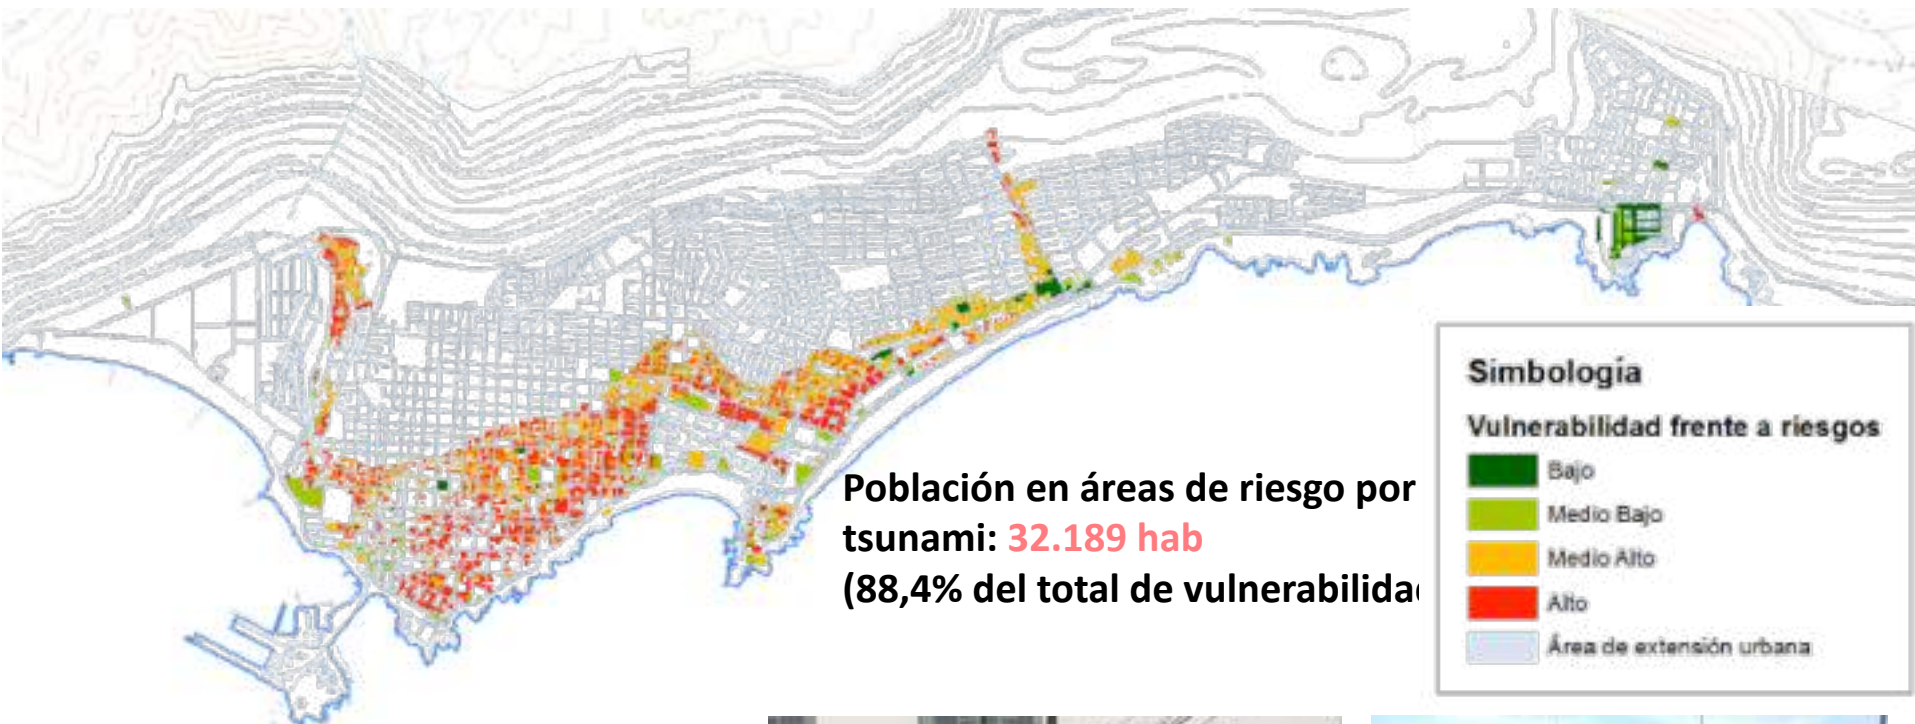 Población en áreas de riesgo por
tsunami: 32.189 hab
(88,4% del total de vulnerabilidad
Simbología
Vulnerabilidad frente a riesgos
Bajo
Medio Bajo
Medio Alto
Alto
Área de extensión urbana